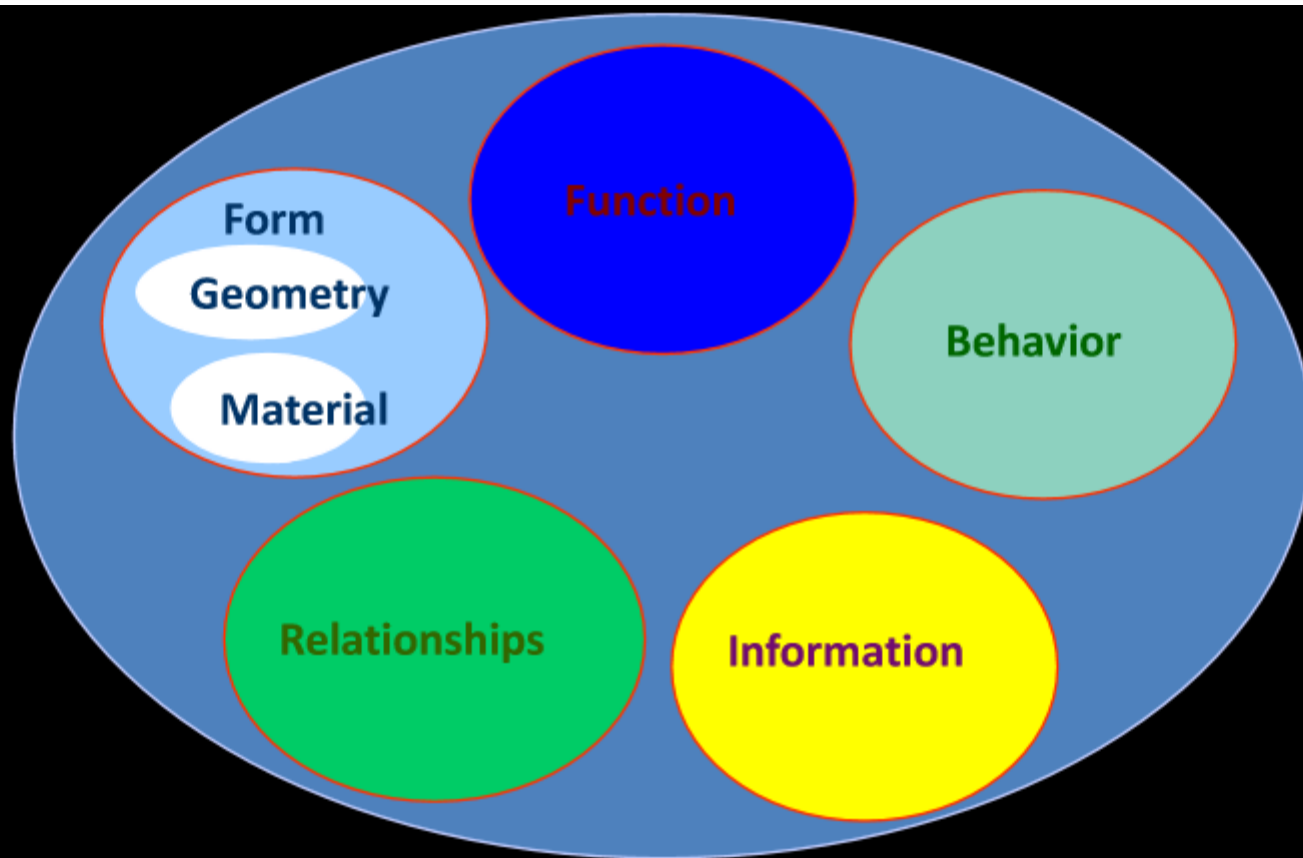 Function
Form
Geometry
Material
Behavior
Relationships
Information